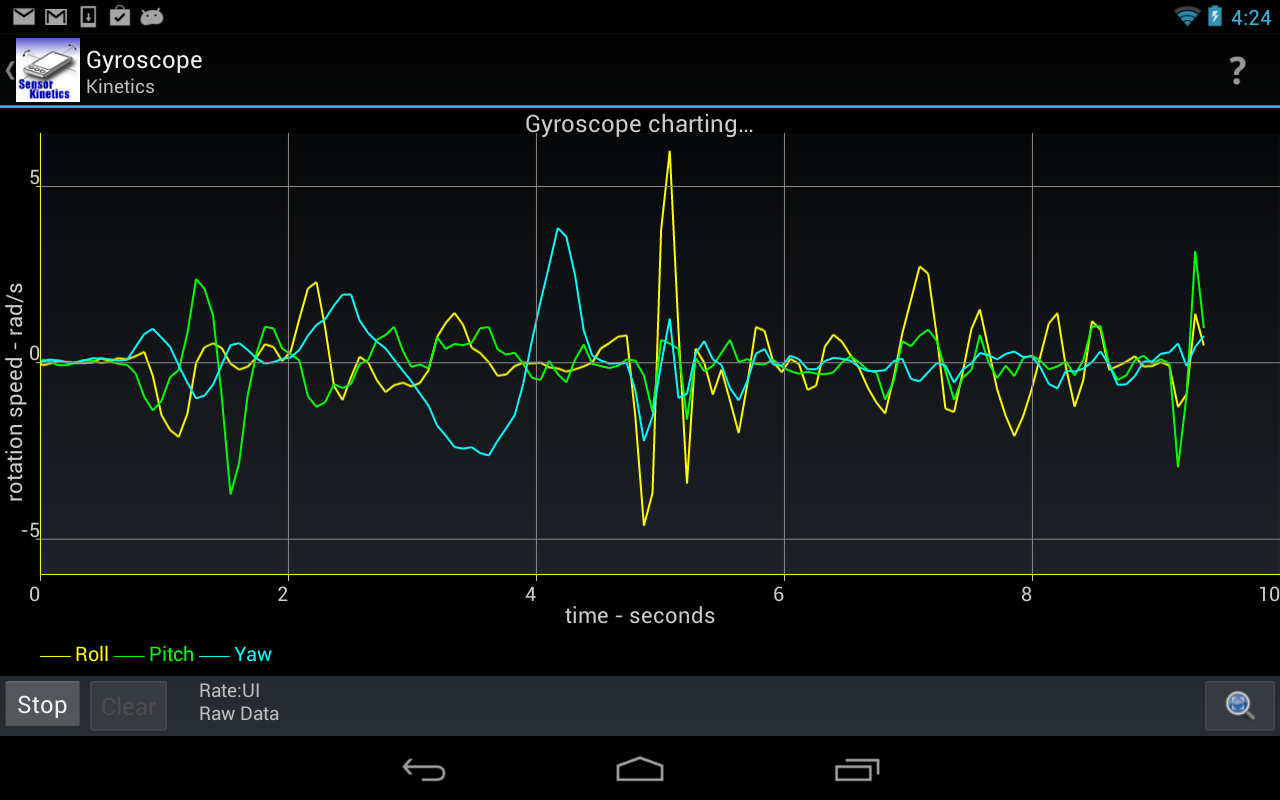 4:24
Sensor
Kinetics
Gyroscope
Kinetics
?
Gyroscope charting...
rotation speed - rad/s
5
0
-5
0 2 4 6 8 10
time - seconds
Roll Pitch Yaw
Stop Clear
Rate:UI
Raw Data